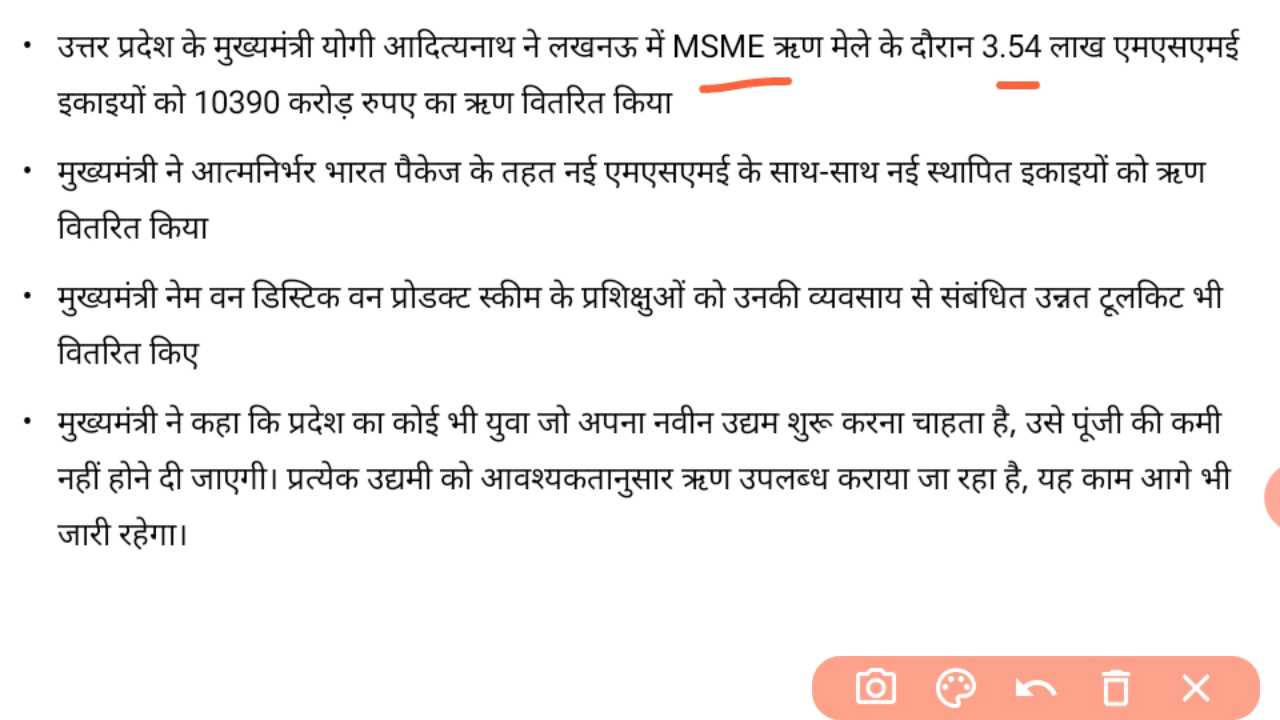 • उत्तर प्रदेश के मुख्यमंत्री योगी आदित्यनाथ ने लखनऊ में MSME ऋण मेले के दौरान 3.54 लाख एमएसएमई
इकाइयों को 10390 करोड़ रुपए का ऋण वितरित किया
• मुख्यमंत्री ने आत्मनिर्भर भारत पैकेज के तहत नई एमएसएमई के साथ-साथ नई स्थापित इकाइयों को ऋण
वितरित किया
• मुख्यमंत्री नेम वन डिस्टिक वन प्रोडक्ट स्कीम के प्रशिक्षुओं को उनकी व्यवसाय से संबंधित उन्नत टूलकिट भी
वितरित किए
• मुख्यमंत्री ने कहा कि प्रदेश का कोई भी युवा जो अपना नवीन उद्यम शुरू करना चाहता है, उसे पूंजी की कमी
नहीं होने दी जाएगी। प्रत्येक उद्यमी को आवश्यकतानुसार ऋण उपलब्ध कराया जा रहा है, यह काम आगे भी
जारी रहेगा।